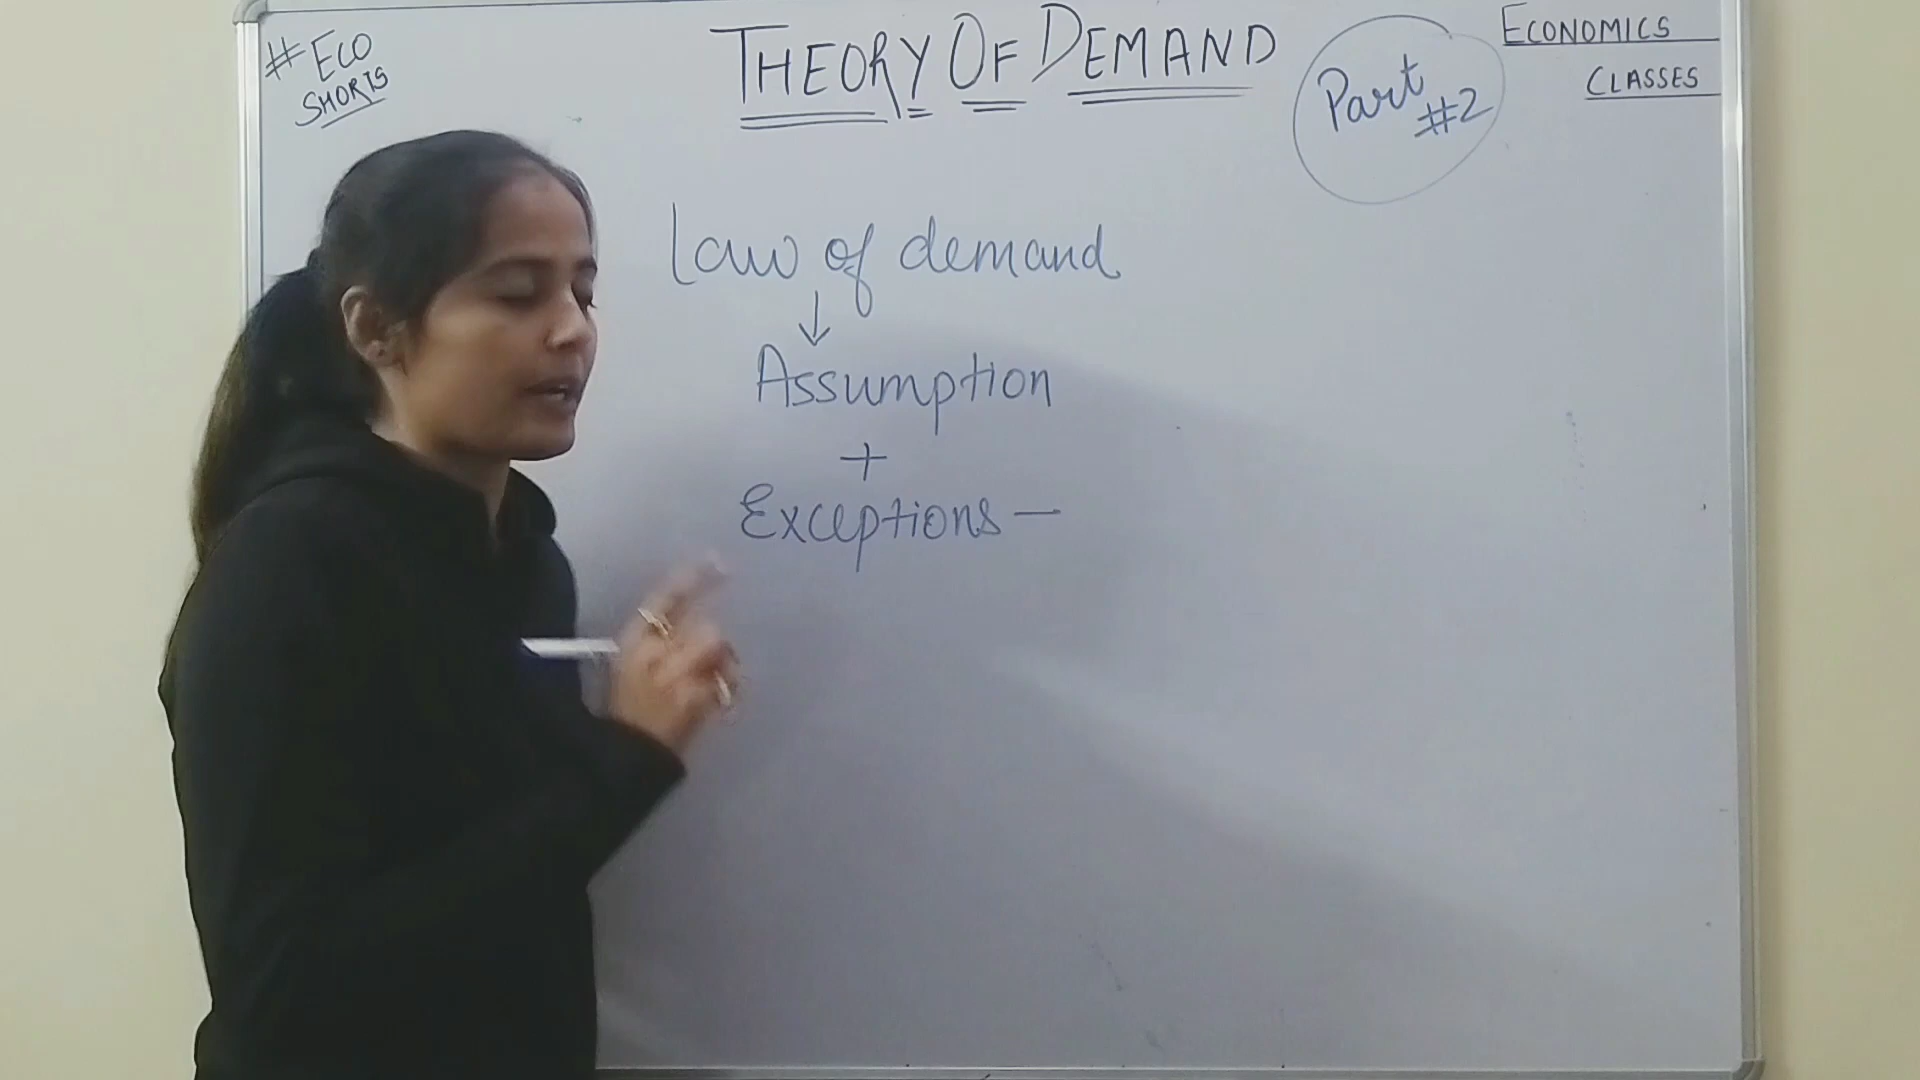 # ECO
SHORTS
THEORY OF DEMAND
Part
#2
ECONOMICS
CLASSES
Law of demand
↓
Assumption
+
Exceptions —